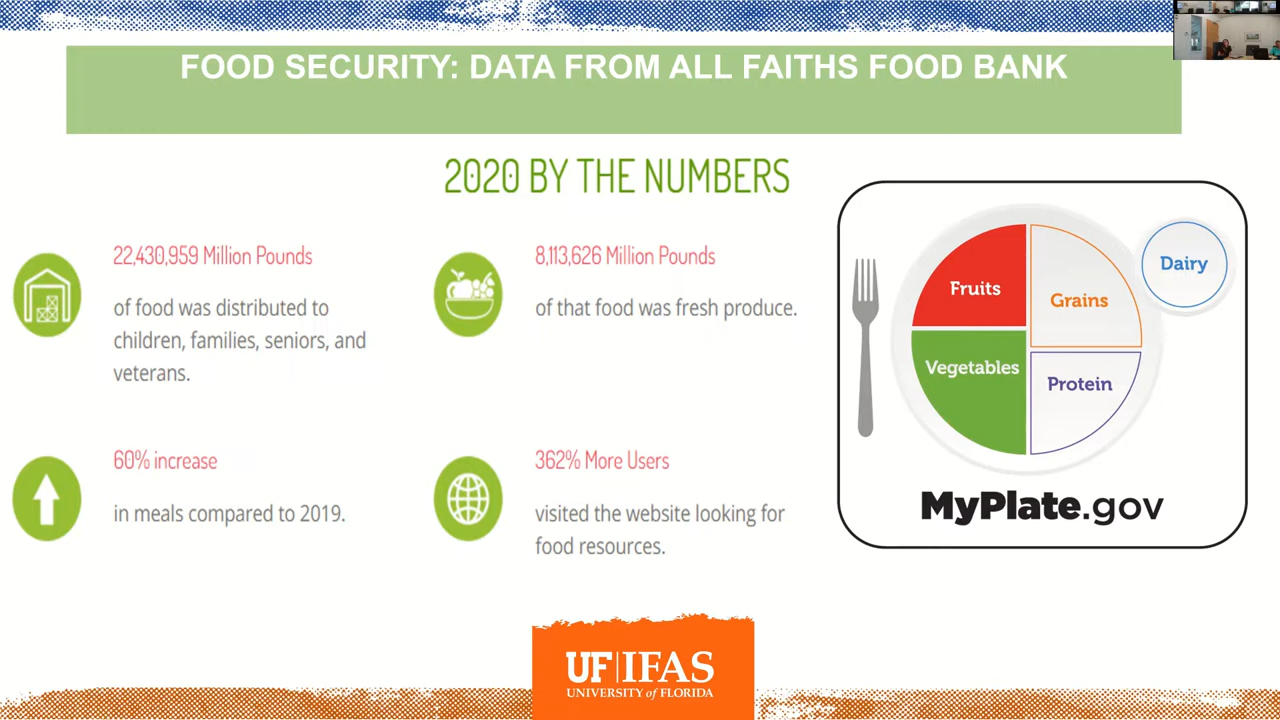 FOOD SECURITY: DATA FROM ALL FAITHS FOOD BANK
2020 BY THE NUMBERS
22,430,959 Million Pounds
of food was distributed to
children, families, seniors, and
veterans.
8,113,626 Million Pounds
of that food was fresh produce.
60% increase
in meals compared to 2019.
362% More Users
visited the website looking for
food resources.
Fruits
Grains
Dairy
Vegetables
Protein
MyPlate.gov
UF|IFAS
UNIVERSITY of FLORIDA